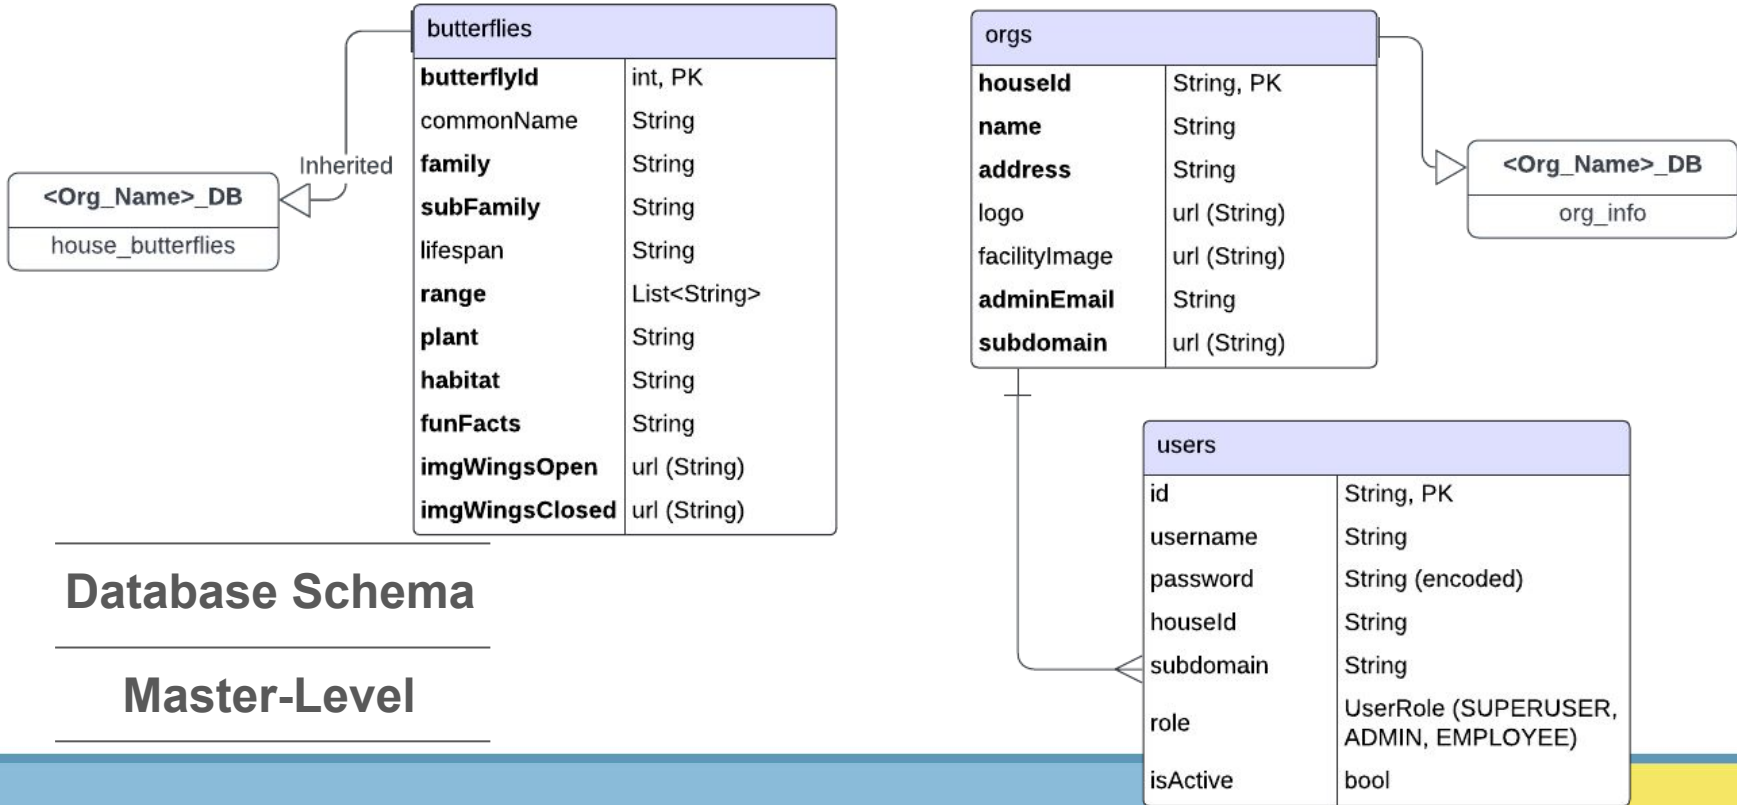 butterflies
butterflyId int, PK
commonName String
family String
subFamily String
lifespan String
range List<String>
plant String
habitat String
funFacts String
imgWingsOpen url (String)
imgWingsClosed url (String)
Inherited
<Org_Name>_DB
house_butterflies
orgs
houseId String, PK
name String
address String
logo url (String)
facilityImage url (String)
adminEmail String
subdomain url (String)
<Org_Name>_DB
org_info
users
id String, PK
username String
password String (encoded)
houseId String
subdomain String
role UserRole (SUPERUSER,
ADMIN, EMPLOYEE)
isActive bool
Database Schema
Master-Level